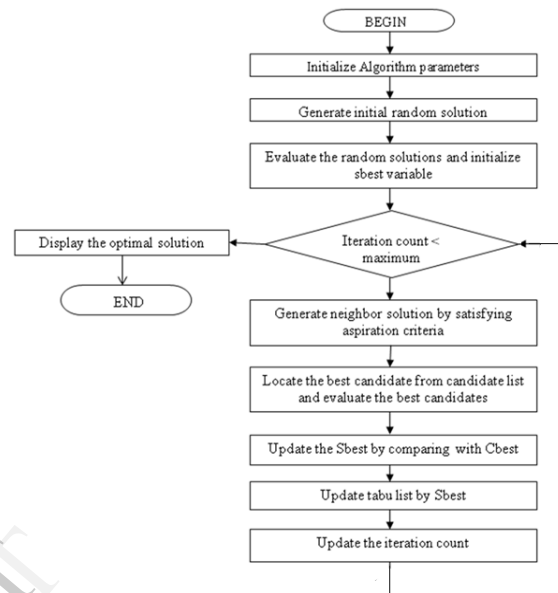 BEGIN
Initialize Algorithm parameters
Generate initial random solution
Evaluate the random solutions and initialize
sbest variable
Iteration count <
maximum
Display the optimal solution
END
Generate neighbor solution by satisfying
aspiration criteria
Locate the best candidate from candidate list
and evaluate the best candidates
Update the Sbest by comparing with Cbest
Update tabu list by Sbest
Update the iteration count